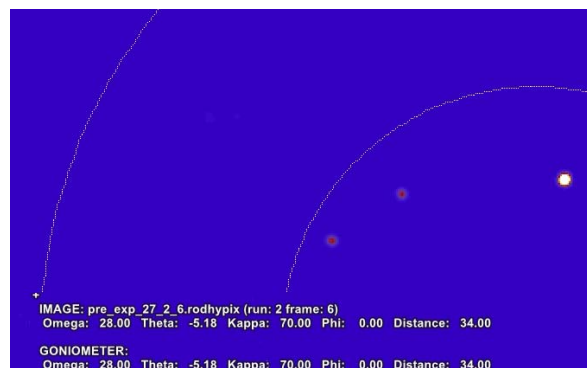 IMAGE: pre_exp_27_2_6.rodhypix (run: 2 frame: 6)
Omega: 28.00 Theta: -5.18 Kappa: 70.00 Phi: 0.00 Distance: 34.00
GONIOMETER:
Omega: 28.00 Theta: -5.18 Kappa: 70.00 Phi: 0.00 Distance: 34.00